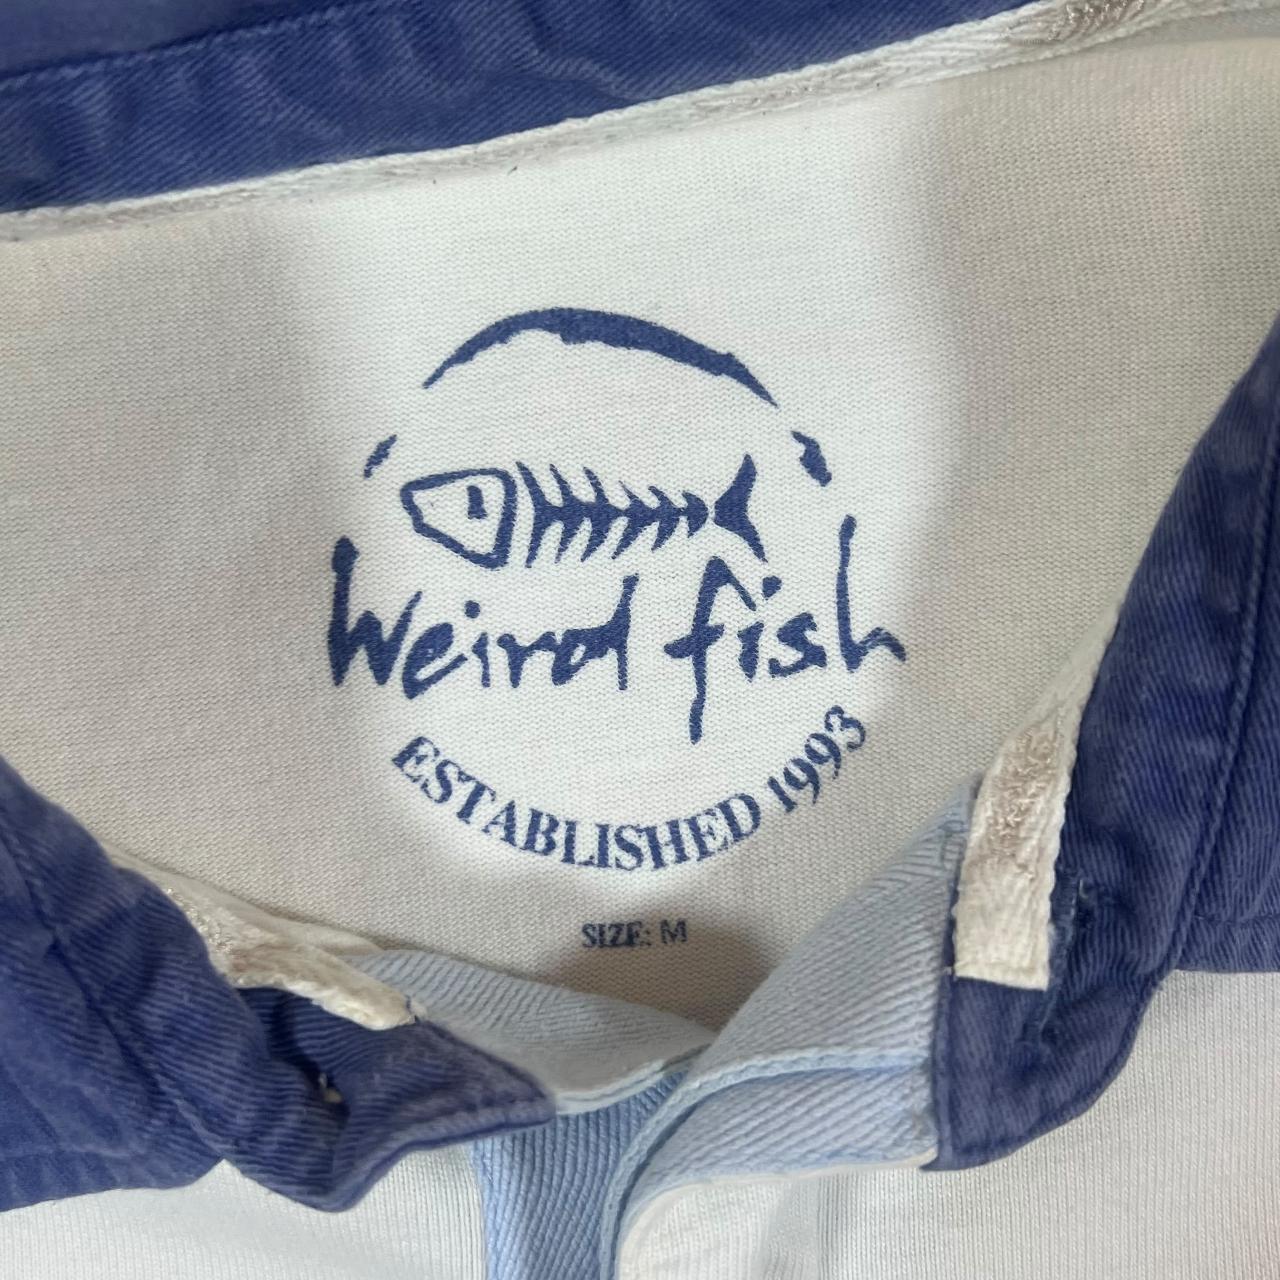 Weird fish
ESTABLISHED 1993
SIZE: M